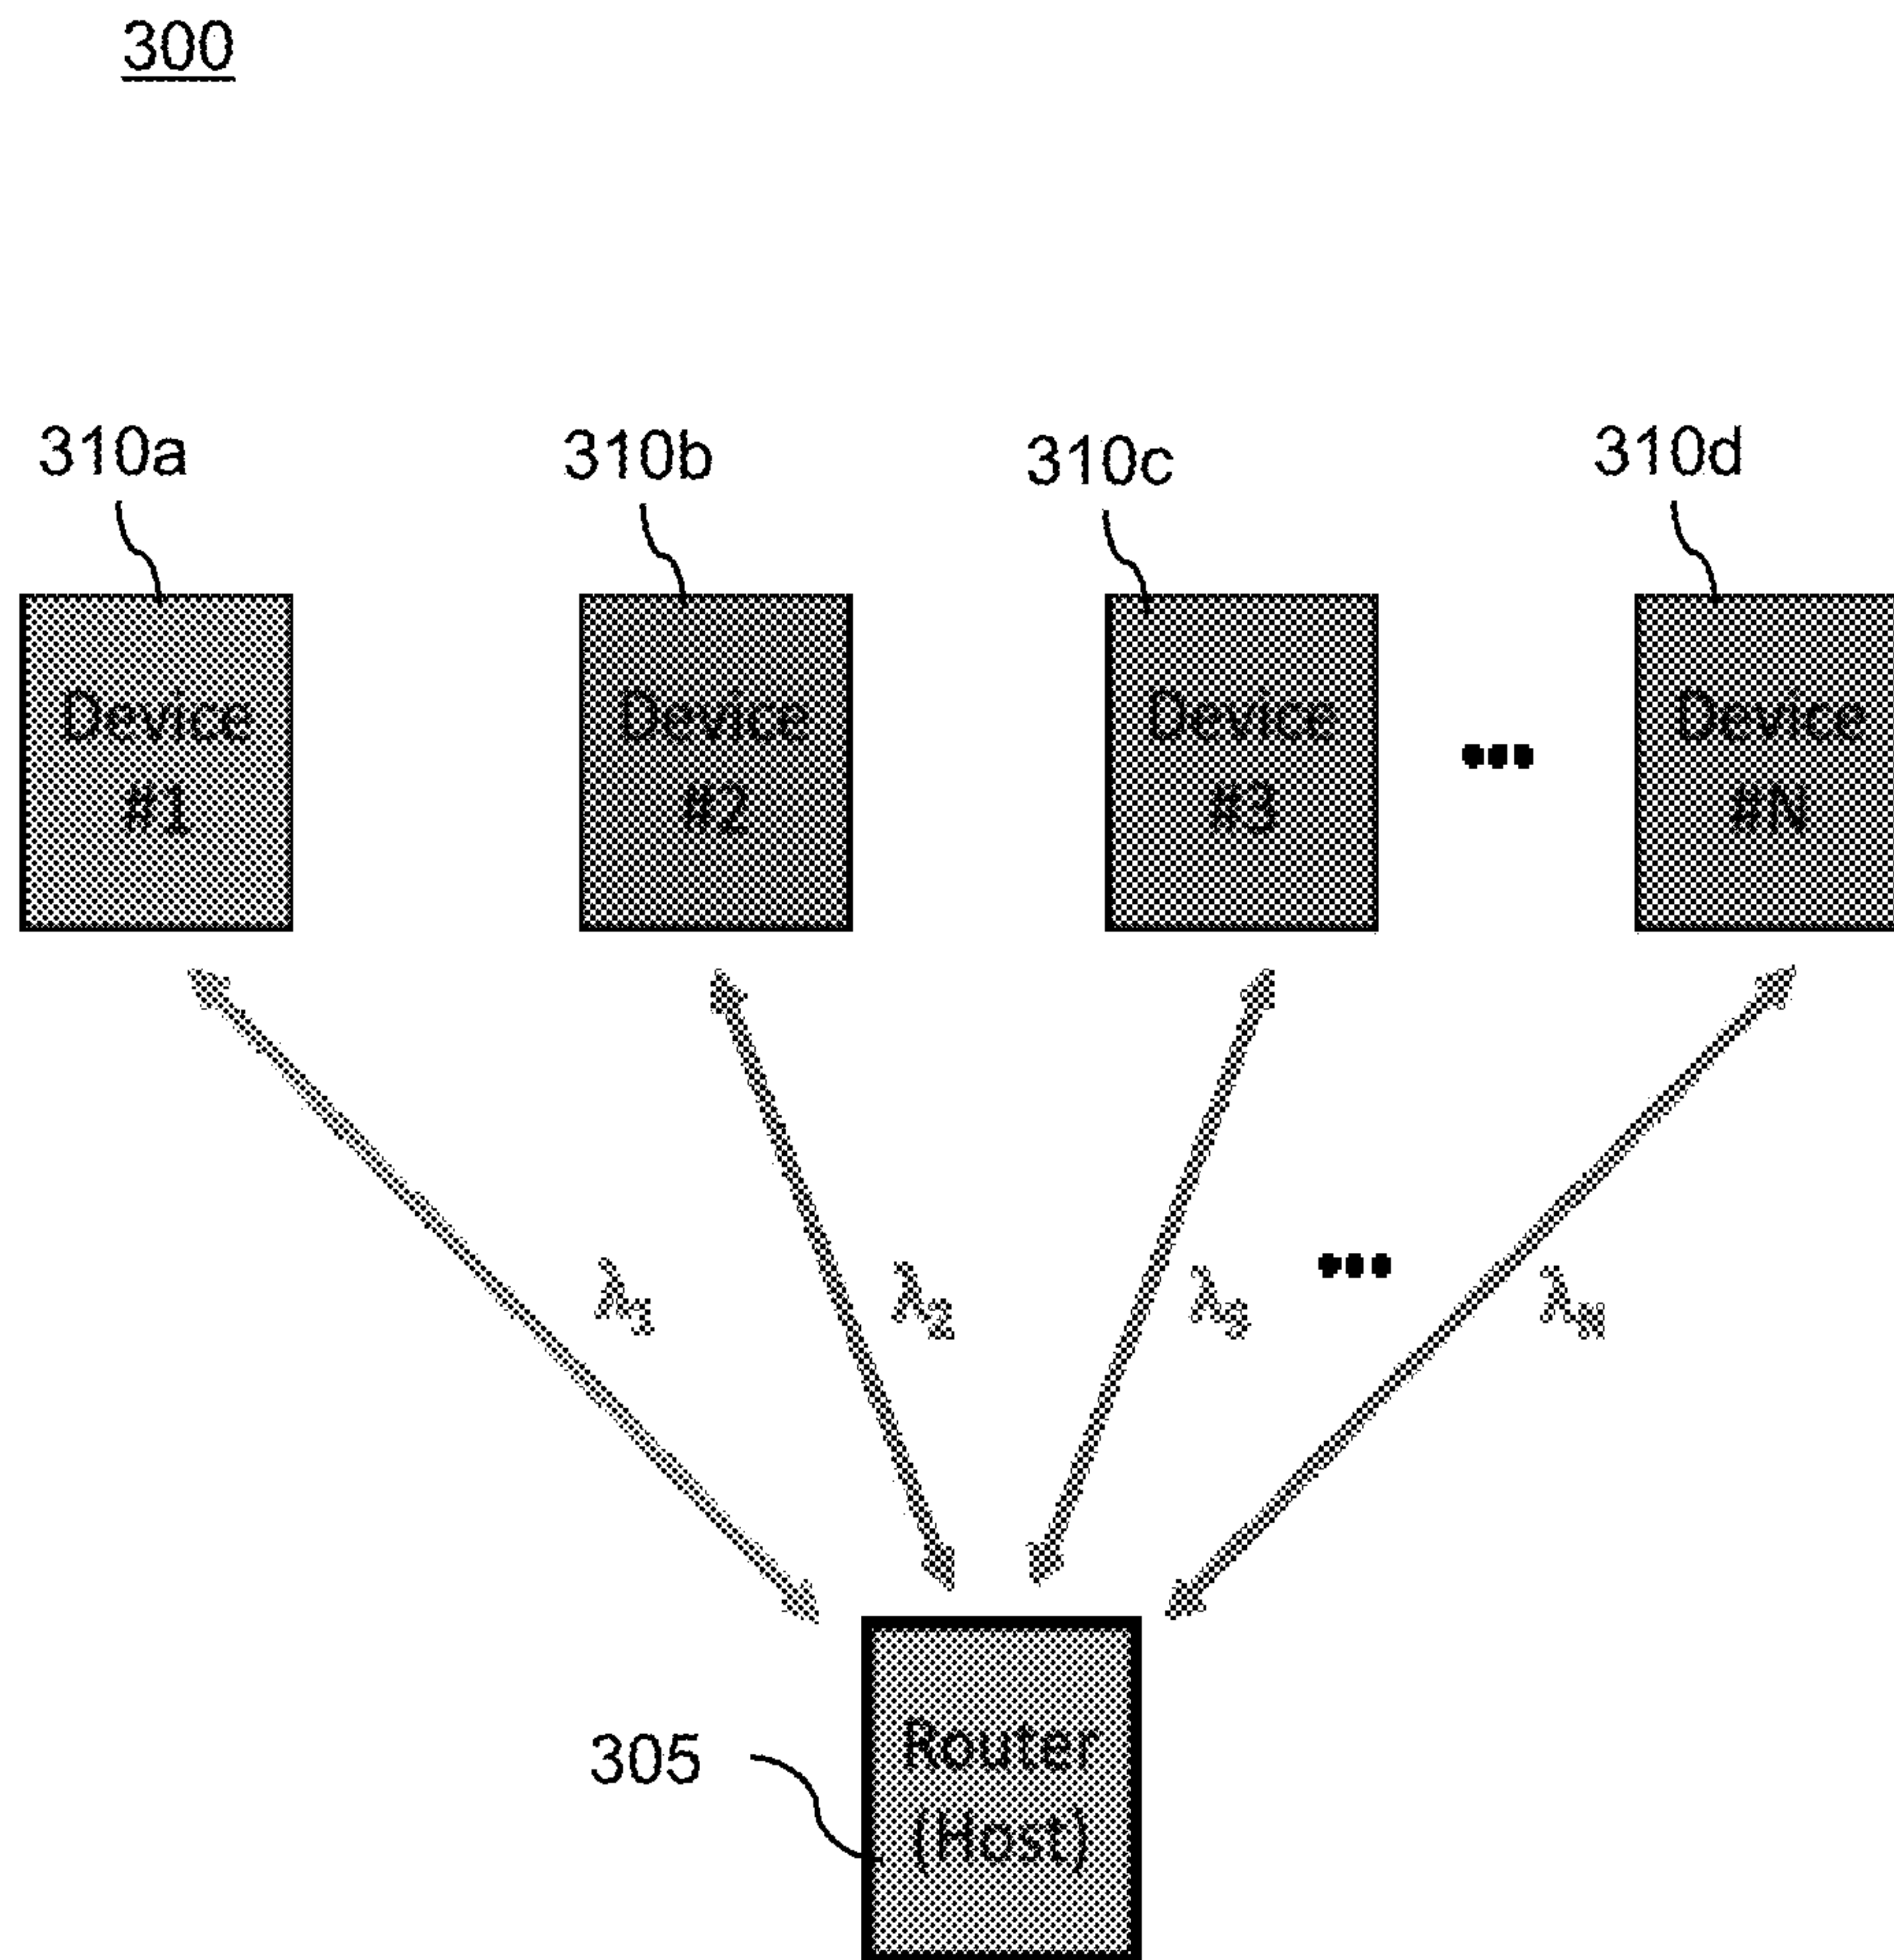 300
310a 310b 310c 310d
Device Device Device Device
#1 #2 #3 ••• #N
λ1 λ2 λ3 ••• λN
305
Router
(Host)